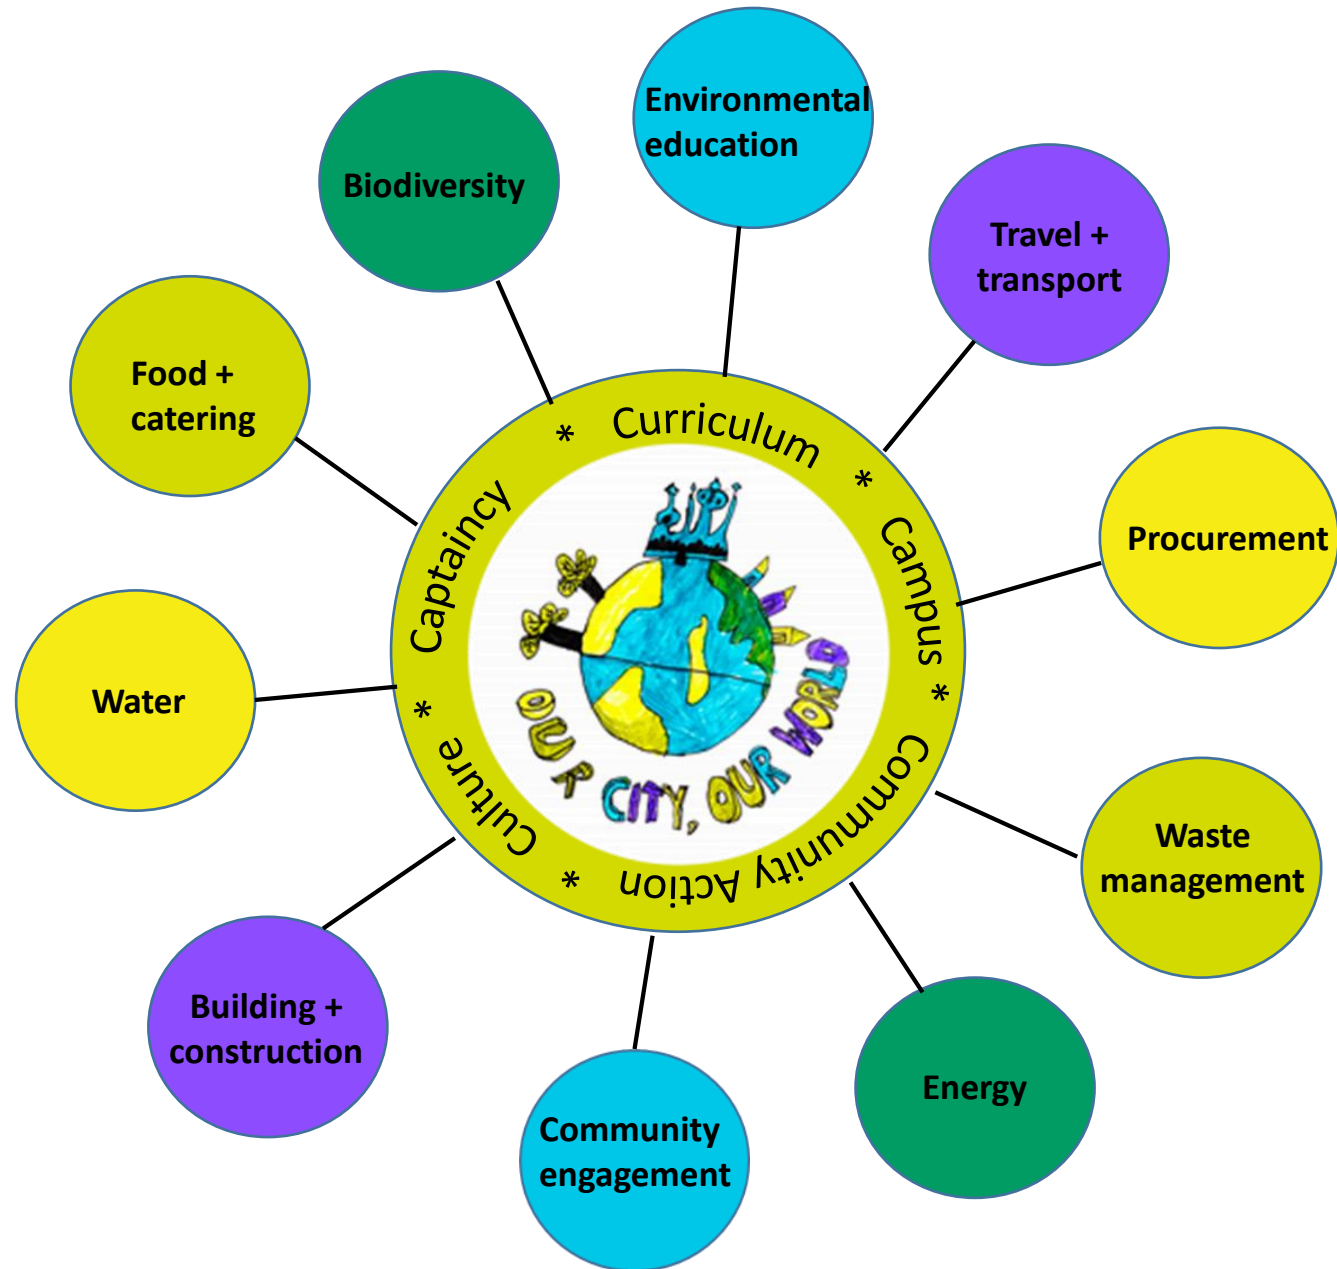 Environmental
education
Travel +
transport
Procurement
Waste
management
Energy
Community
engagement
Building +
construction
Water
Food +
catering
Biodiversity
* Curriculum * Campus * Community Action * Culture * Captaincy
OUR CITY, OUR WORLD